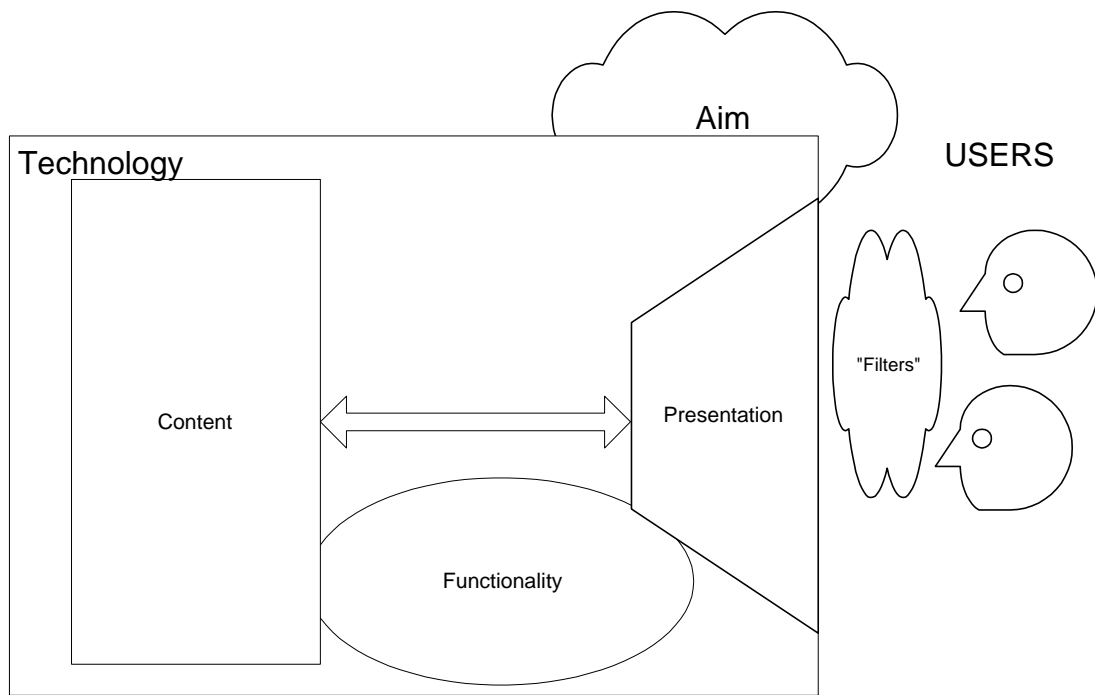 Aim
USERS
Technology
"Filters"
Content
Presentation
Functionality